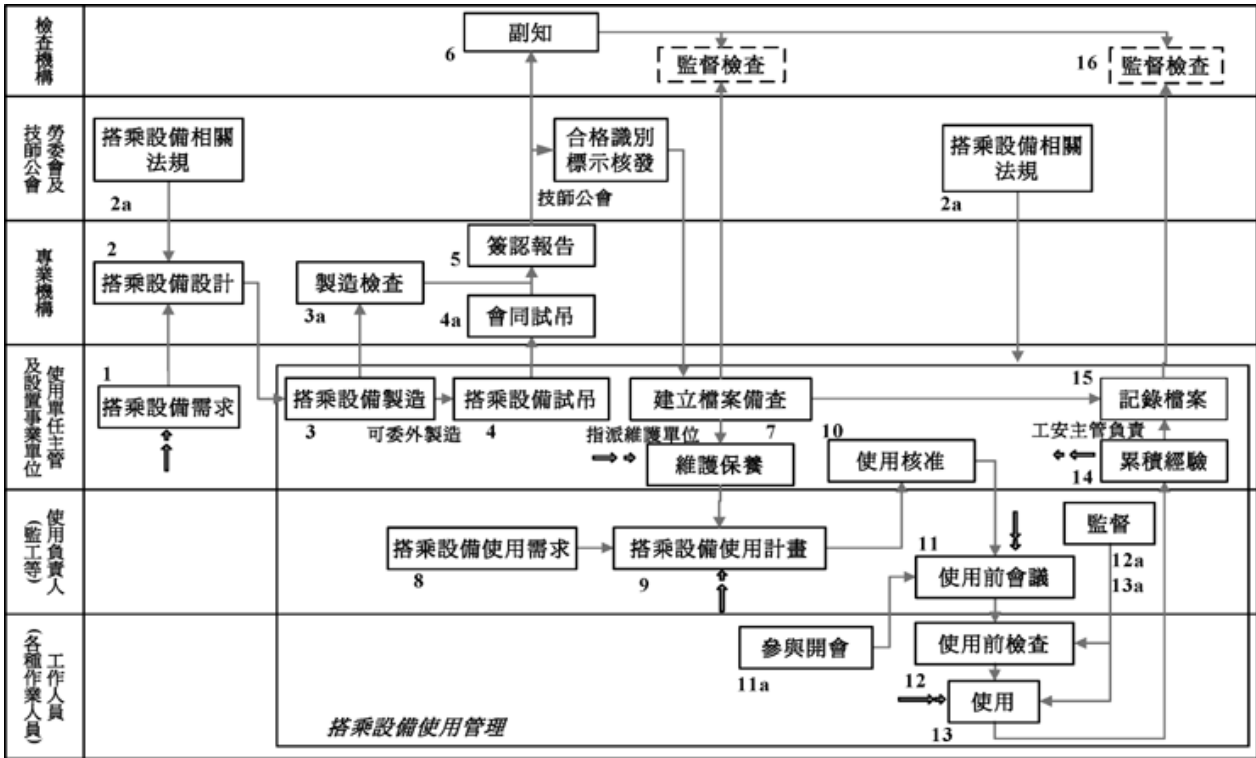 檢查機構
副知
6
監督檢查
16
監督檢查
勞委會及
技師公會
搭乘設備相關
法規
2a
合格識別
標示核發
技師公會
搭乘設備相關
法規
2a
專業機構
2
搭乘設備設計
製造檢查
3a
5
簽認報告
4a
會同試吊
使用單任主管
及設置事業單位
1
搭乘設備需求
搭乘設備製造
3
可委外製造
搭乘設備試吊
4
建立檔案備查
7
指派維護單位
維護保養
10
使用核准
15
記錄檔案
工安主管負責
14
累積經驗
使用負責人
(監工等)
搭乘設備使用需求
8
搭乘設備使用計畫
9
11
使用前會議
監督
12a
13a
工作人員
(各種作業人員)
參與開會
11a
使用前檢查
12
使用
13
搭乘設備使用管理